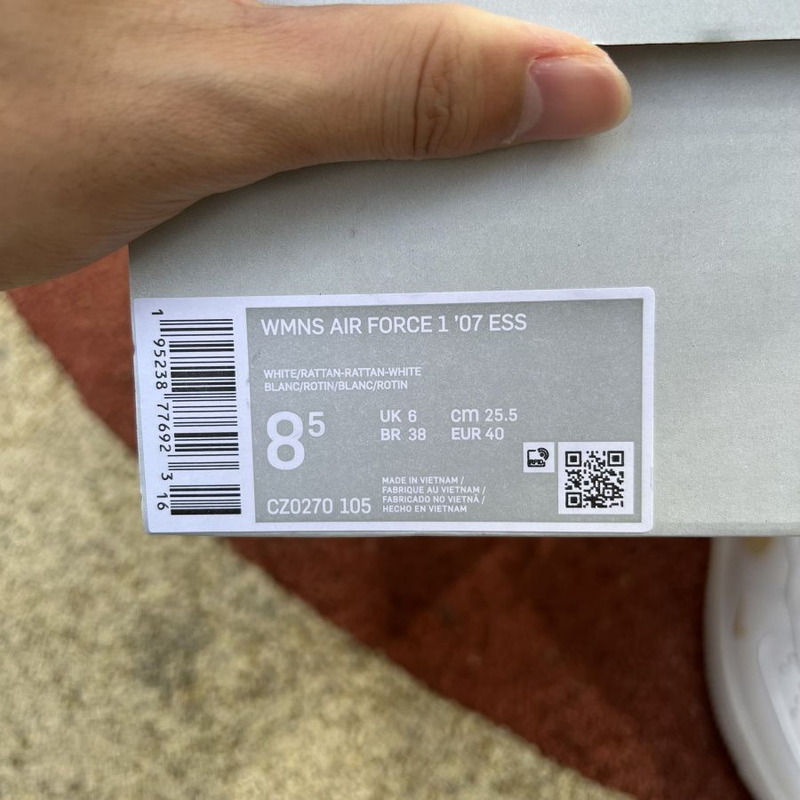 WMNS AIR FORCE 1 '07 ESS
WHITE/RATTAN-RATTAN-WHITE
BLANC/ROTIN/BLANC/ROTIN
8⁵
UK 6 cm 25.5
BR 38 EUR 40
CZ0270 105
MADE IN VIETNAM /
FABRIQUE AU VIETNAM /
FABRICADO NO VIETNÃ /
HECHO EN VIETNAM
1 95238 77692 3 16